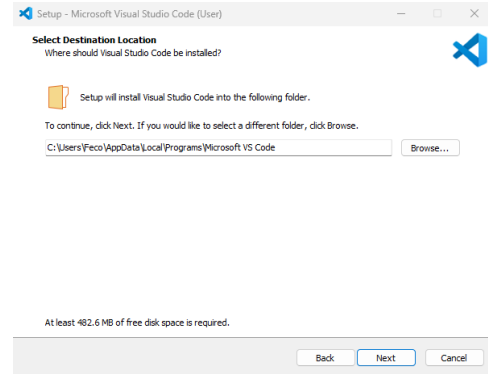 Setup - Microsoft Visual Studio Code (User)
Select Destination Location
Where should Visual Studio Code be installed?
Setup will install Visual Studio Code into the following folder.
To continue, click Next. If you would like to select a different folder, click Browse.
C:\Users\Feco\AppData\Local\Programs\Microsoft VS Code
Browse...
At least 482.6 MB of free disk space is required.
Back
Next
Cancel